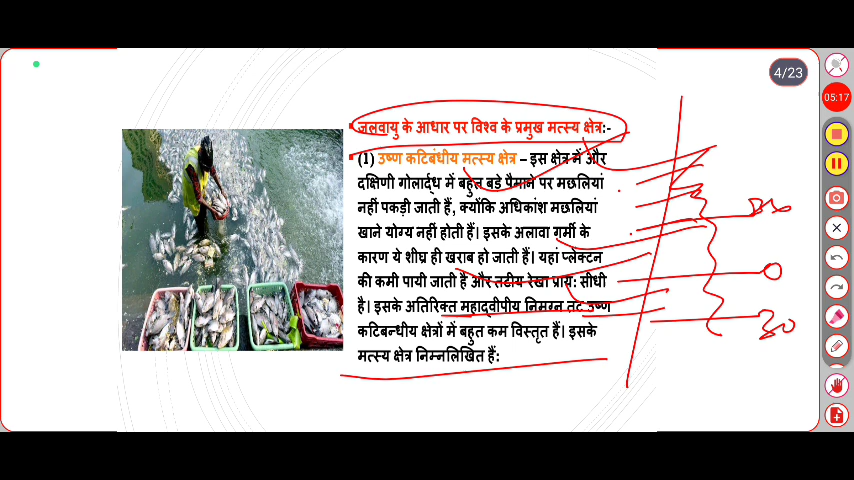 4/23
05:17
जलवायु के आधार पर विश्व के प्रमुख मत्स्य क्षेत्र:-
(1) उष्ण कटिबंधीय मत्स्य क्षेत्र – इस क्षेत्र में और
दक्षिणी गोलार्द्ध में बहुत बडे पैमाने पर मछलियां
नहीं पकड़ी जाती हैं, क्योंकि अधिकांश मछलियां
खाने योग्य नहीं होती हैं। इसके अलावा गर्मी के
कारण ये शीघ्र ही खराब हो जाती हैं। यहां प्लेक्टन
की कमी पायी जाती हैं और तटीय रेखा प्राय: सीधी
है। इसके अतिरिक्त महाद्वीपीय निमग्न तट उष्ण
कटिबन्धीय क्षेत्रों में बहुत कम विस्तृत हैं। इसके
मत्स्य क्षेत्र निम्नलिखित हैं:
0
30